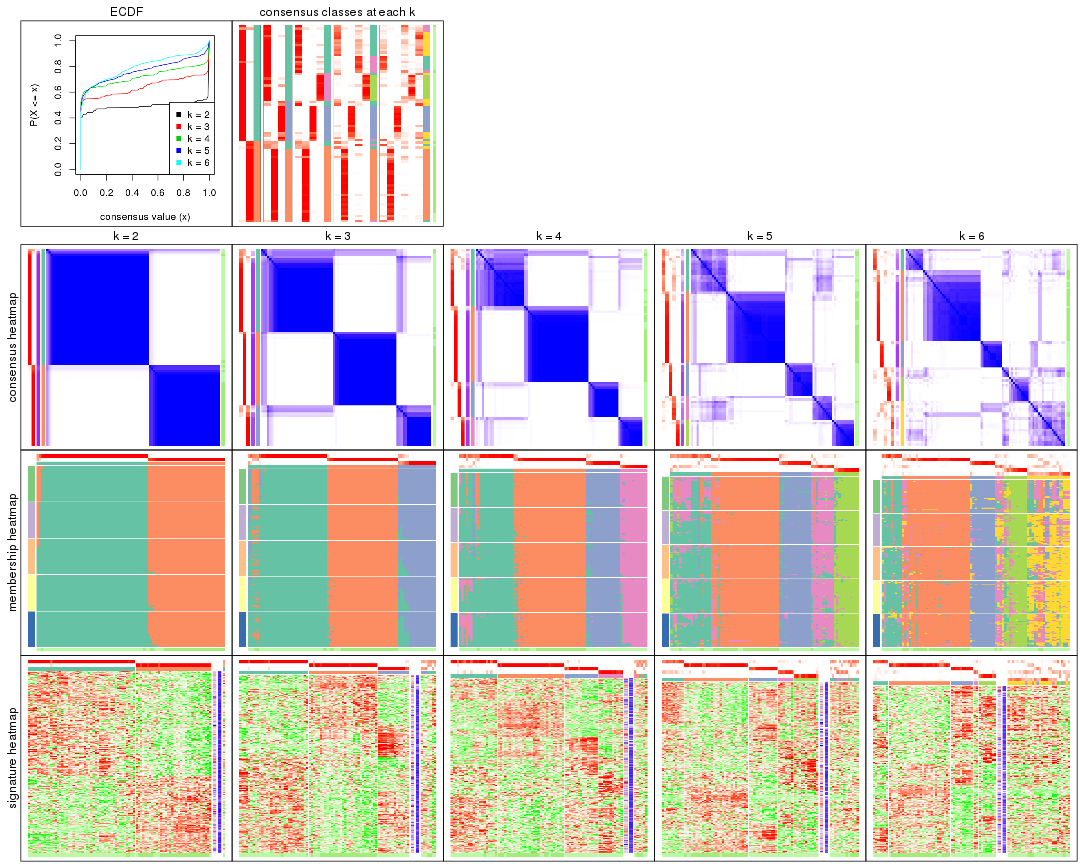 ECDF
consensus classes at each k
P(X <= x)
0.0
0.2
0.4
0.6
0.8
1.0
k = 2
k = 3
k = 4
k = 5
k = 6
0.0 0.2 0.4 0.6 0.8 1.0
consensus value (x)
k = 2
k = 3
k = 4
k = 5
k = 6
consensus heatmap
membership heatmap
signature heatmap